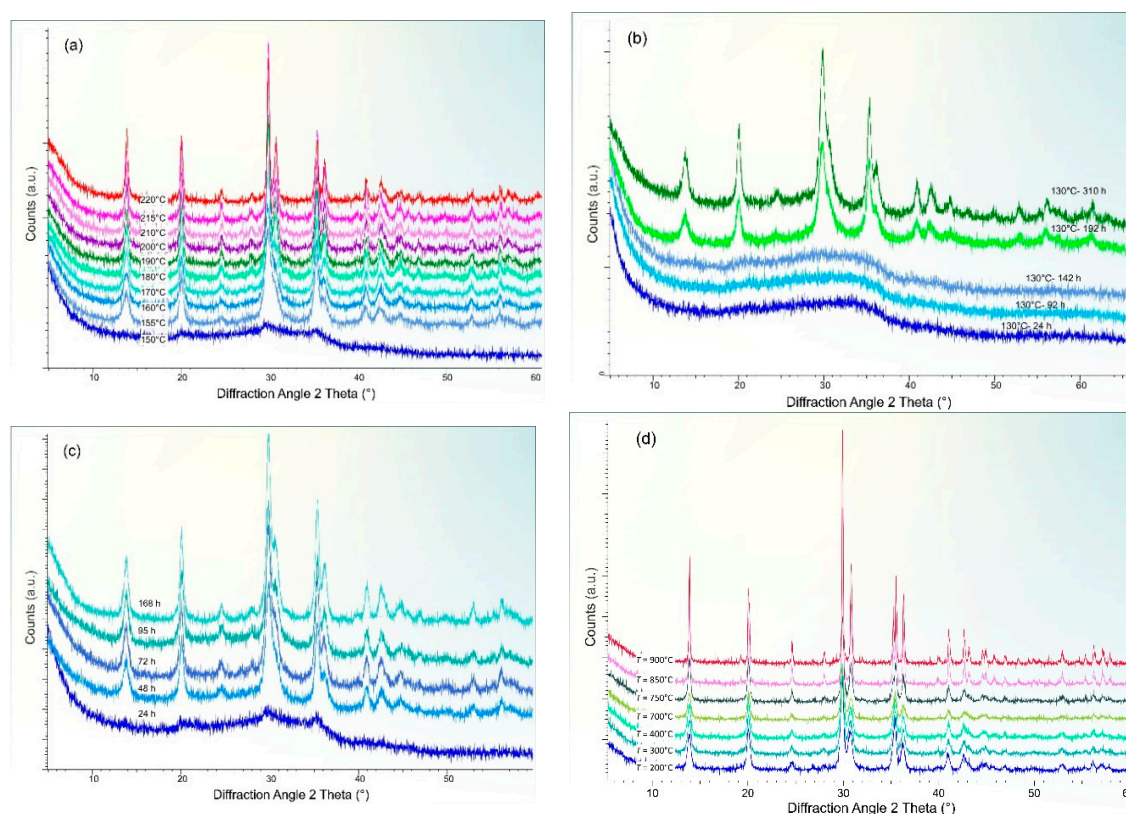 (a)
Counts (a.u.)
220°C
215°C
210°C
200°C
190°C
180°C
170°C
160°C
155°C
150°C
10 20 30 40 50 60
Diffraction Angle 2 Theta (°)
(b)
Counts (a.u.)
130°C- 310 h
130°C- 192 h
130°C- 142 h
130°C- 92 h
130°C- 24 h
0
10 20 30 40 50 60
Diffraction Angle 2 Theta (°)
(c)
Counts (a.u.)
168 h
95 h
72 h
48 h
24 h
10 20 30 40 50
Diffraction Angle 2 Theta (°)
(d)
Counts (a.u.)
T = 900°C
T = 850°C
T = 750°C
T = 700°C
T = 400°C
T = 300°C
T = 200°C
10 20 30 40 50 60
Diffraction Angle 2 Theta (°)